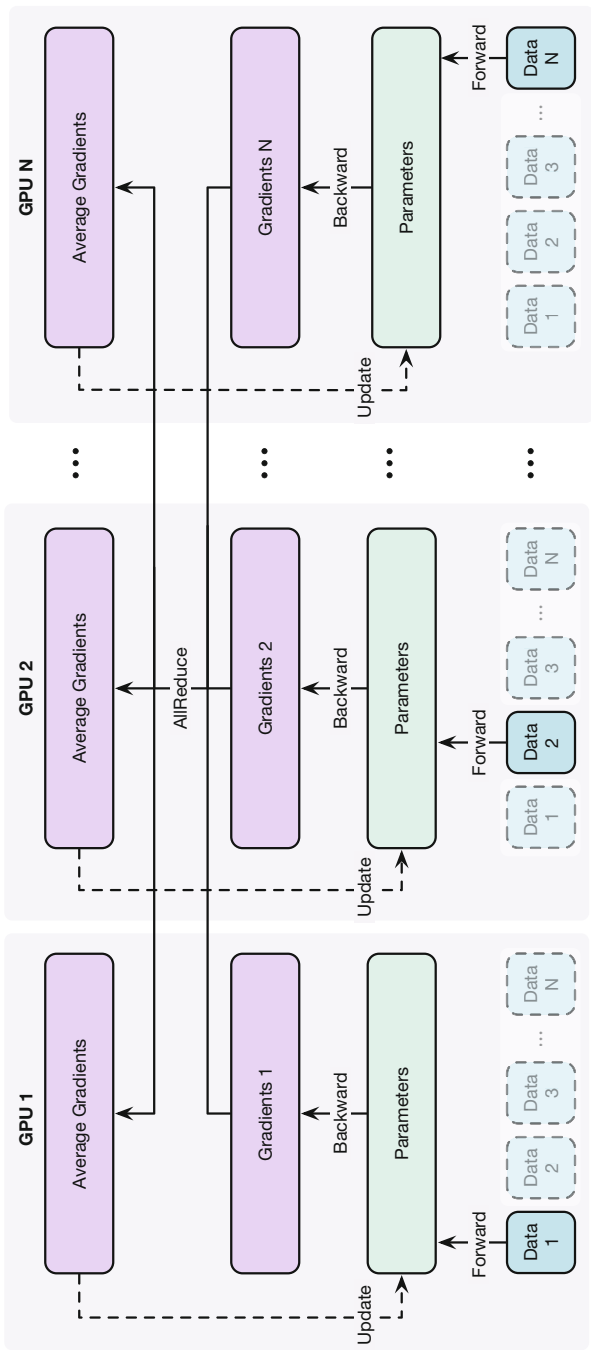 GPU 1
Average Gradients
Gradients 1
Backward
Parameters
Update
Forward
Data
1
Data
2
Data
3
...
Data
N
GPU 2
Average Gradients
AllReduce
Gradients 2
Backward
Parameters
Update
Forward
Data
1
Data
2
Data
3
...
Data
N
...
...
...
...
GPU N
Average Gradients
Gradients N
Backward
Parameters
Update
Forward
Data
1
Data
2
Data
3
...
Data
N